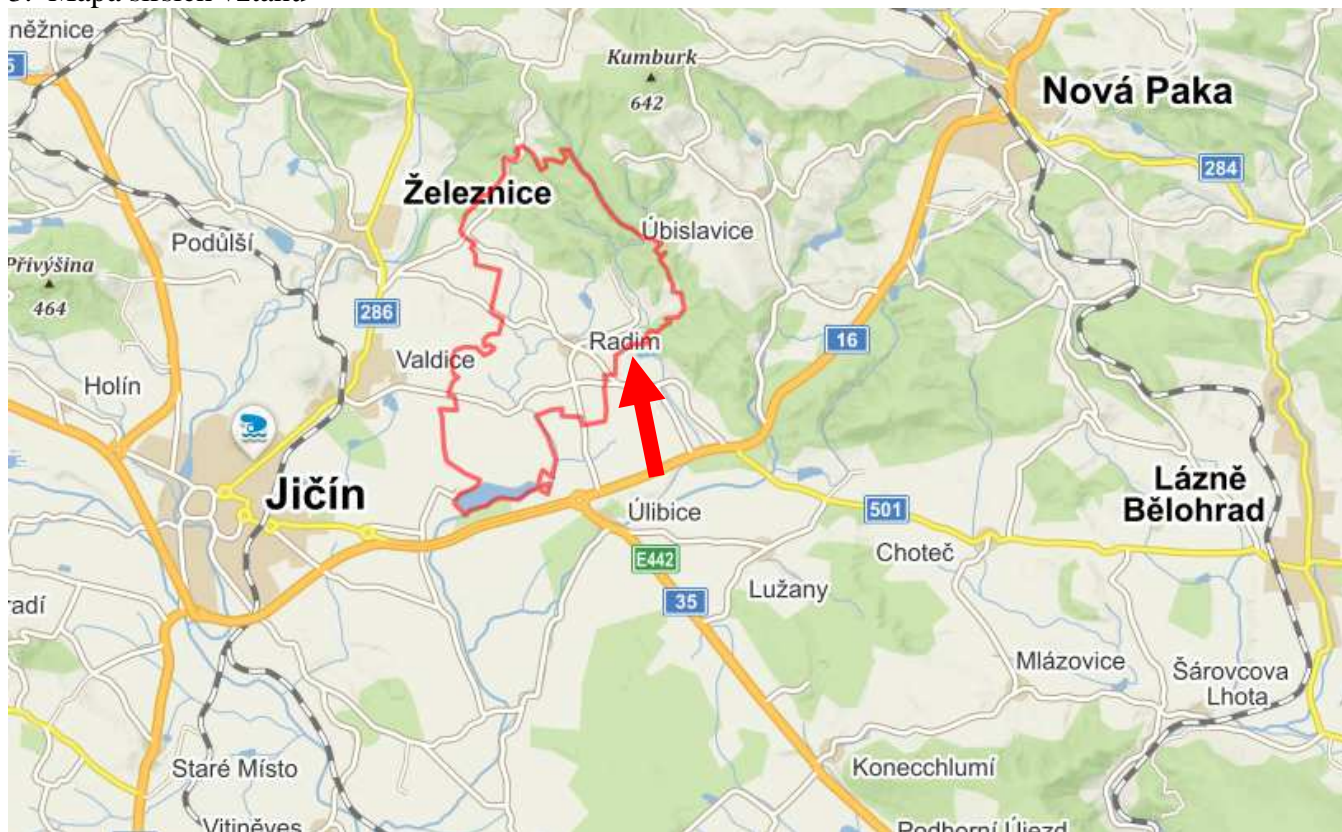 něžnice
Kumburk
642
Nová Paka
284
Železnice
Podůlší
Úbislavice
Přivýšina
464
286
Radim
16
Valdice
Holín
Jičín
Lázně
Bělohrad
Úlibice
501
Choteč
E442
35
Lužany
radí
Mlázovice
Šárovcova
Lhota
Staré Místo
Konecchlumí